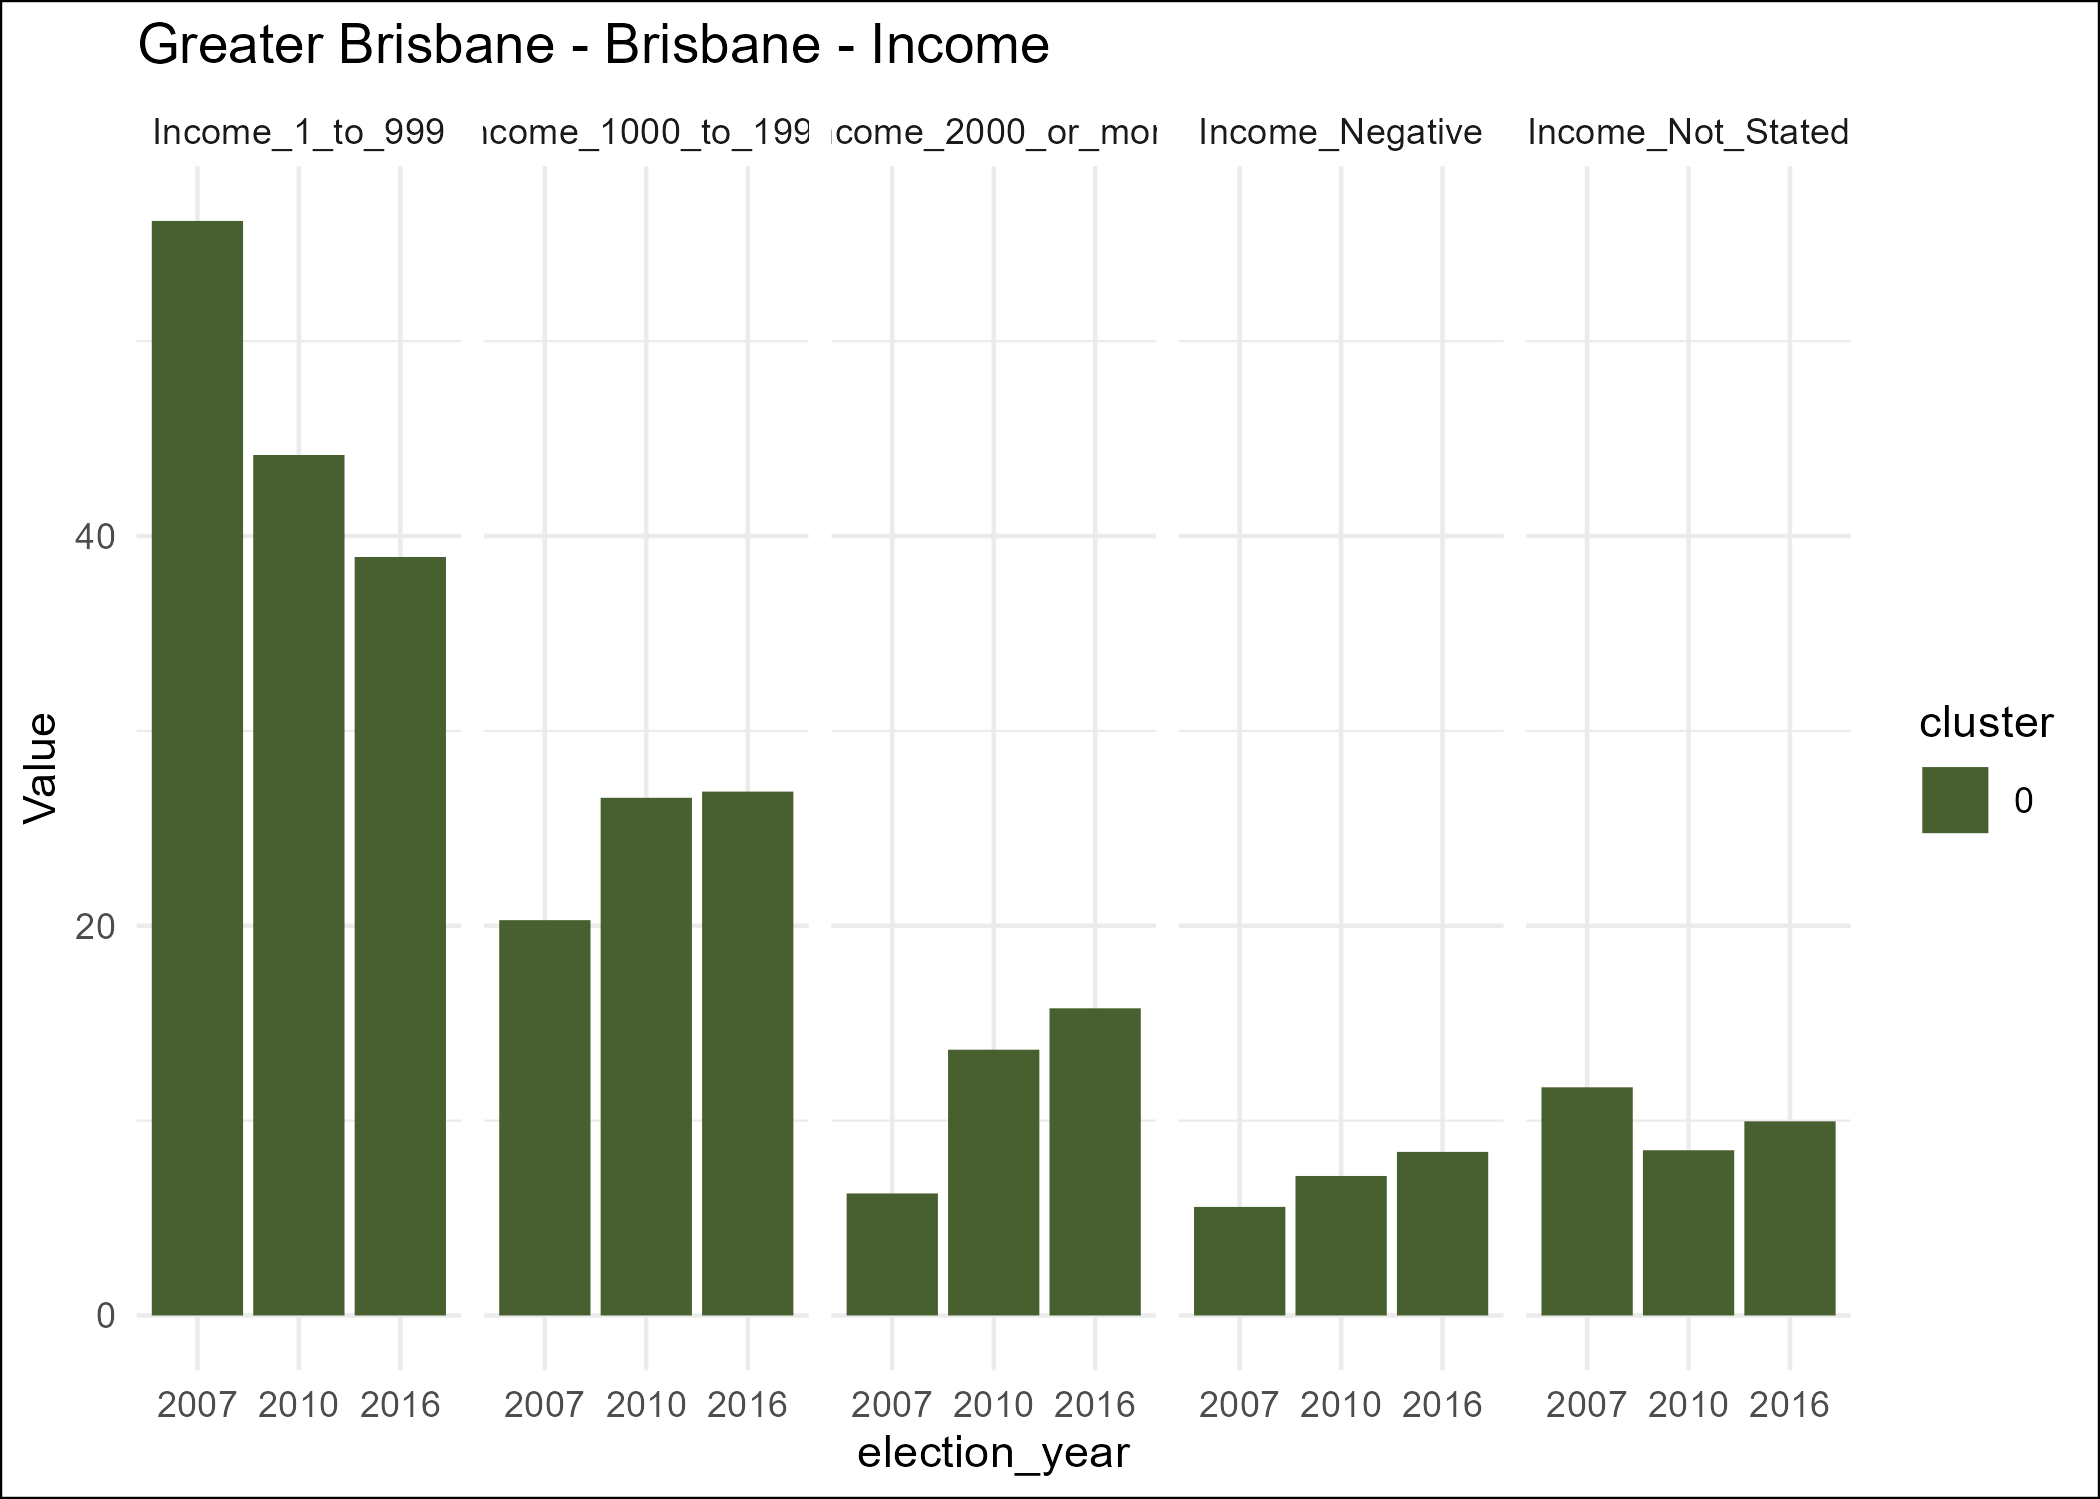 Greater Brisbane - Brisbane - Income
Income_1_to_999 ncome_1000_to_199 ncome_2000_or_mor Income_Negative Income_Not_Stated
40
20
0
Value
2007 2010 2016 2007 2010 2016 2007 2010 2016 2007 2010 2016 2007 2010 2016
election_year
cluster
0